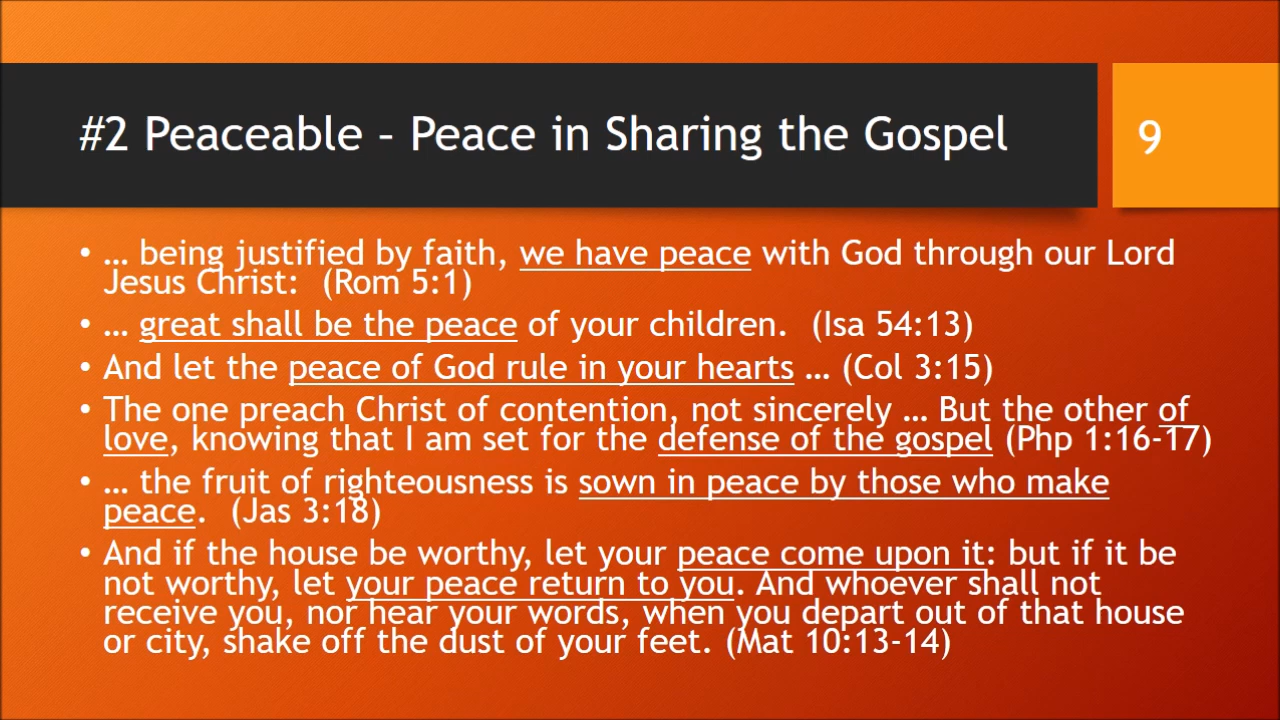 #2 Peaceable – Peace in Sharing the Gospel
9
• … being justified by faith, we have peace with God through our Lord
Jesus Christ:  (Rom 5:1)
• … great shall be the peace of your children.  (Isa 54:13)
• And let the peace of God rule in your hearts … (Col 3:15)
• The one preach Christ of contention, not sincerely … But the other of
love, knowing that I am set for the defense of the gospel (Php 1:16-17)
• … the fruit of righteousness is sown in peace by those who make
peace.  (Jas 3:18)
• And if the house be worthy, let your peace come upon it: but if it be
not worthy, let your peace return to you. And whoever shall not
receive you, nor hear your words, when you depart out of that house
or city, shake off the dust of your feet. (Mat 10:13-14)